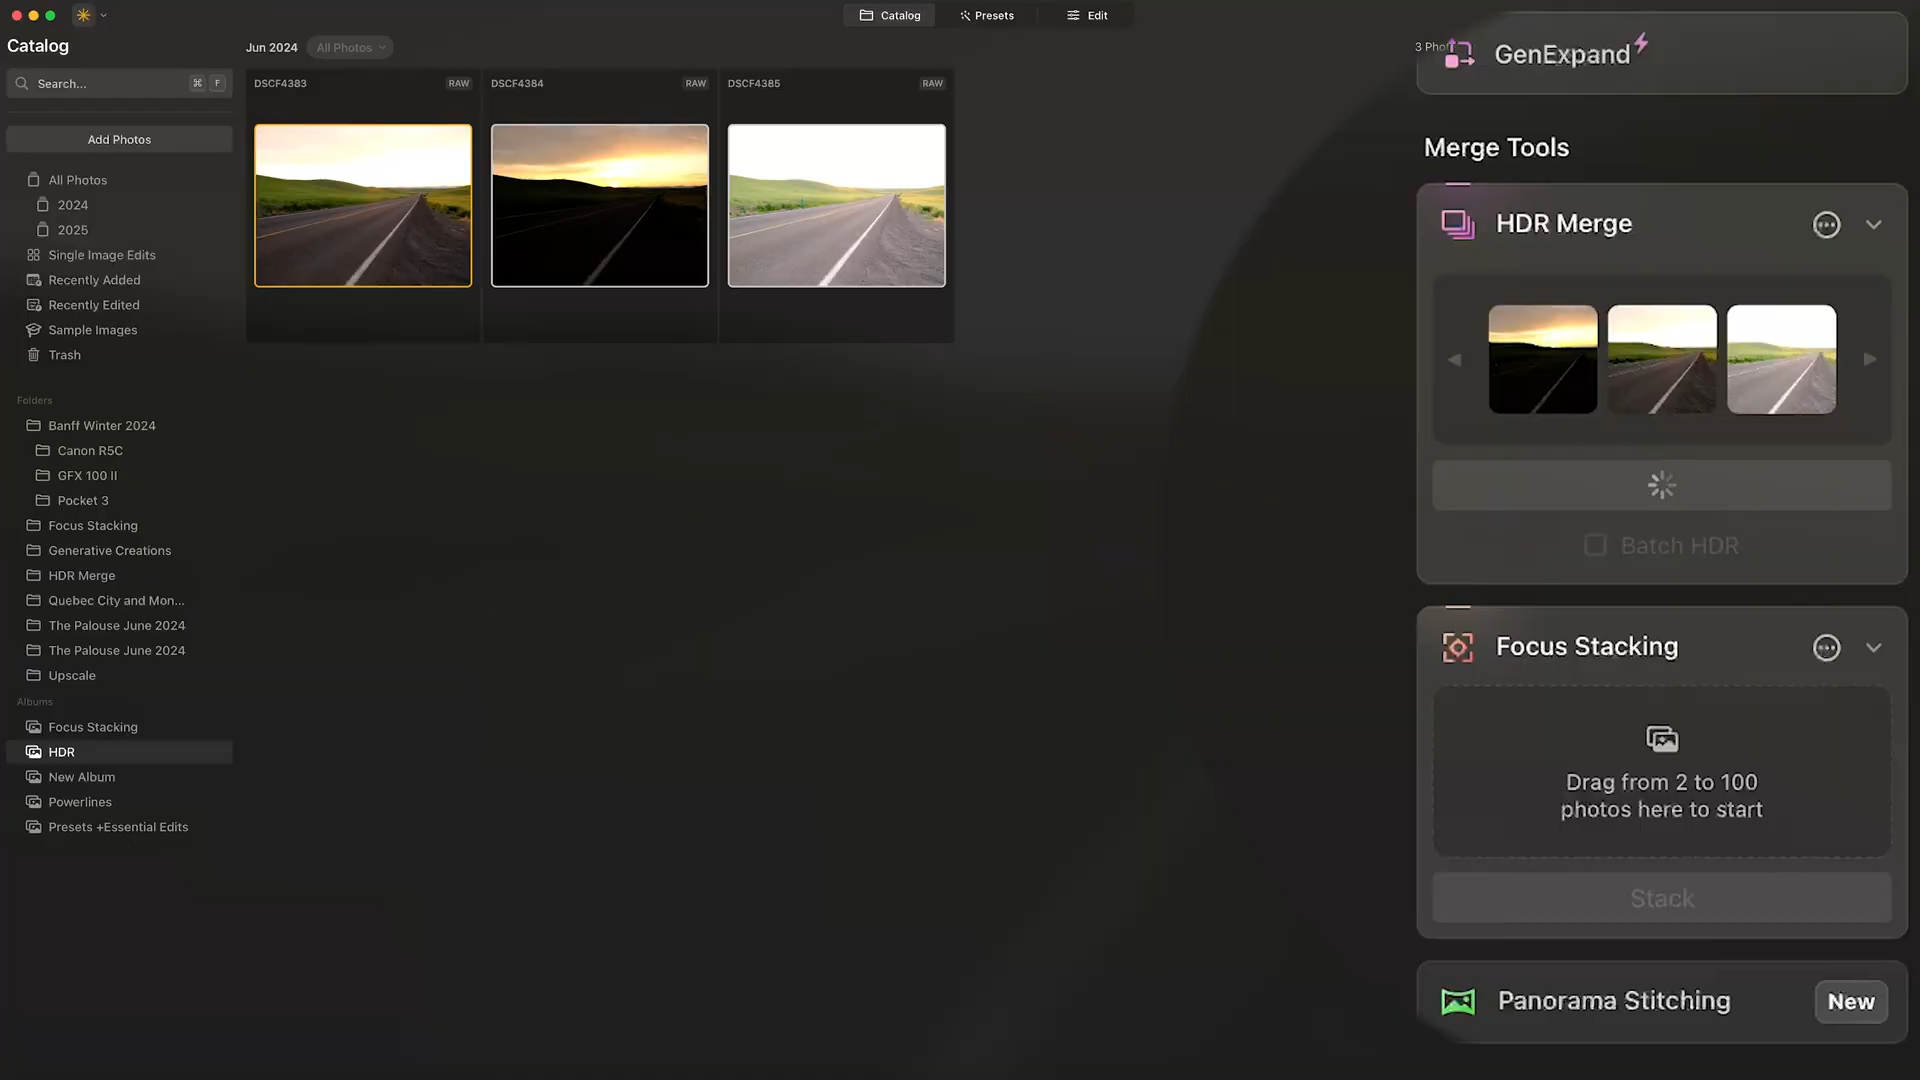 Catalog
Presets
Edit
Catalog
Search...
⌘ F
Add Photos
All Photos
2024
2025
Single Image Edits
Recently Added
Recently Edited
Sample Images
Trash
Folders
Banff Winter 2024
Canon R5C
GFX 100 II
Pocket 3
Focus Stacking
Generative Creations
HDR Merge
Quebec City and Mon...
The Palouse June 2024
The Palouse June 2024
Upscale
Albums
Focus Stacking
HDR
New Album
Powerlines
Presets +Essential Edits
Jun 2024
All Photos
DSCF4383 RAW
DSCF4384 RAW
DSCF4385 RAW
3 Phot
GenExpand
Merge Tools
HDR Merge
Batch HDR
Focus Stacking
Drag from 2 to 100
photos here to start
Stack
Panorama Stitching
New